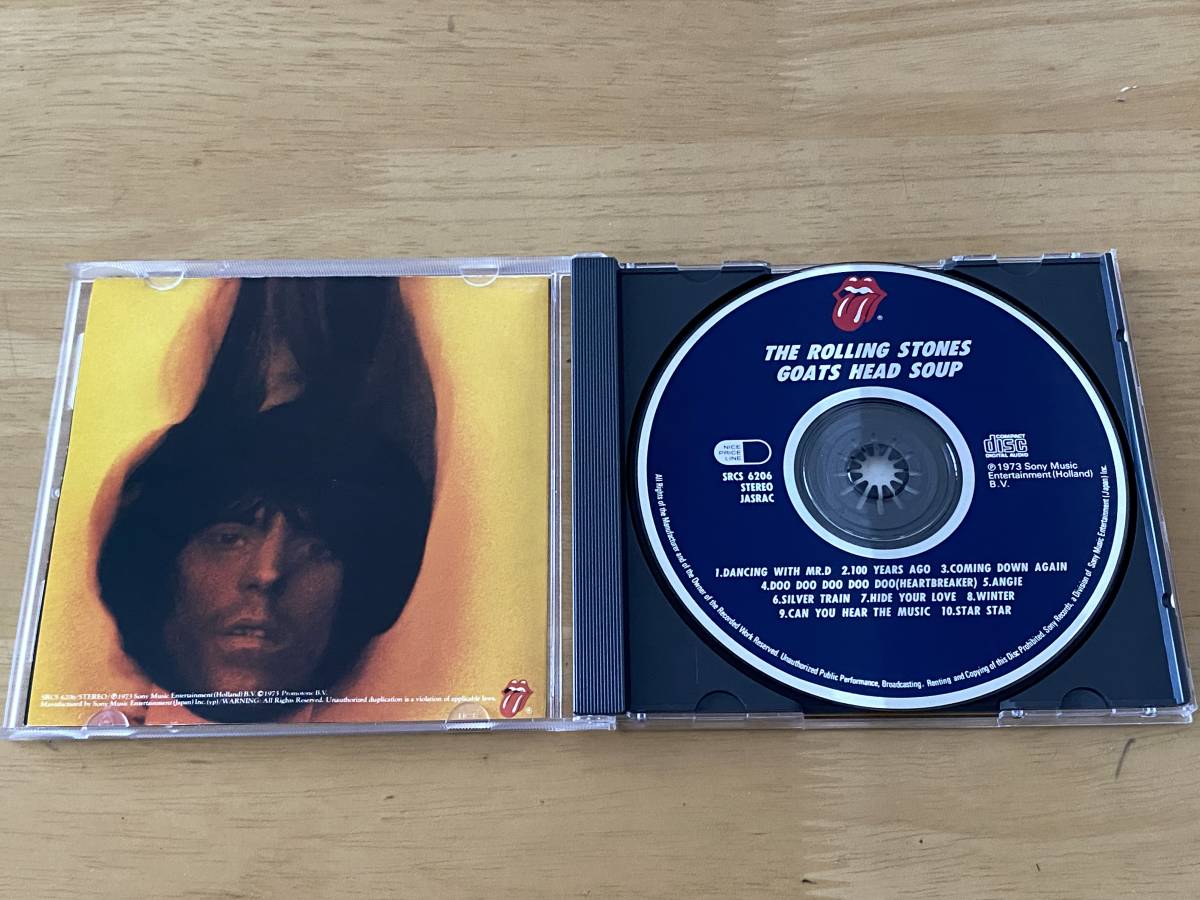 SRCS 6206/STEREO/Ⓟ1973 Sony Music Entertainment (Holland) B.V. ©1973 Promotone B.V.
Manufactured by Sony Music Entertainment (Japan) Inc. (yp)/WARNING: All Rights Reserved. Unauthorized duplication is a violation of applicable laws.
®
THE ROLLING STONES
GOATS HEAD SOUP
NICE
PRICE
LINE
SRCS 6206
STEREO
JASRAC
COMPACT
disc
DIGITAL AUDIO
Ⓟ1973 Sony Music
Entertainment (Holland)
B.V.
1.DANCING WITH MR.D 2.100 YEARS AGO 3.COMING DOWN AGAIN
4.DOO DOO DOO DOO DOO(HEARTBREAKER) 5.ANGIE
6.SILVER TRAIN 7.HIDE YOUR LOVE 8.WINTER
9.CAN YOU HEAR THE MUSIC 10.STAR STAR
All Rights of the Manufacturer and of the Owner of the Recorded Work Reserved. Unauthorized Public Performance, Broadcasting, Renting and Copying of this Disc Prohibited. Sony Records, a Division of Sony Music Entertainment (Japan) Inc.